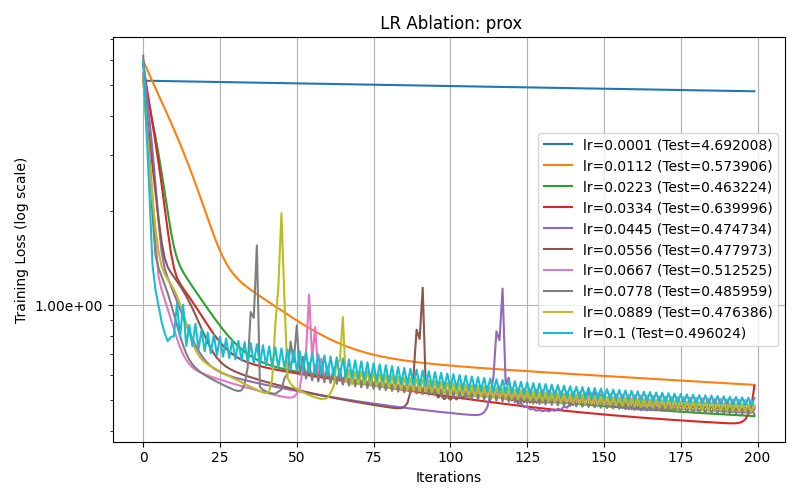 LR Ablation: prox
Training Loss (log scale)
1.00e+00
lr=0.0001 (Test=4.692008)
lr=0.0112 (Test=0.573906)
lr=0.0223 (Test=0.463224)
lr=0.0334 (Test=0.639996)
lr=0.0445 (Test=0.474734)
lr=0.0556 (Test=0.477973)
lr=0.0667 (Test=0.512525)
lr=0.0778 (Test=0.485959)
lr=0.0889 (Test=0.476386)
lr=0.1 (Test=0.496024)
0 25 50 75 100 125 150 175 200
Iterations